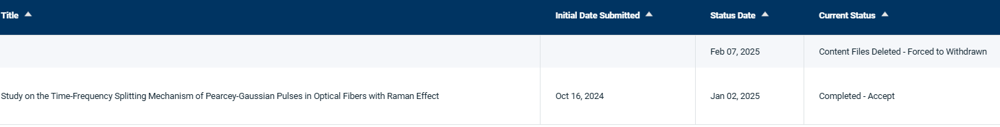 Title Initial Date Submitted Status Date Current Status
Feb 07, 2025 Content Files Deleted - Forced to Withdrawn
Study on the Time-Frequency Splitting Mechanism of Pearcey-Gaussian Pulses in Optical Fibers with Raman Effect Oct 16, 2024 Jan 02, 2025 Completed - Accept